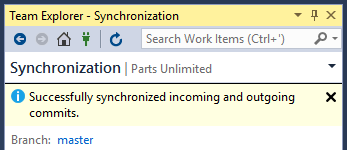 Team Explorer - Synchronization
Search Work Items (Ctrl+')
Synchronization | Parts Unlimited
Successfully synchronized incoming and outgoing
commits.
Branch: master